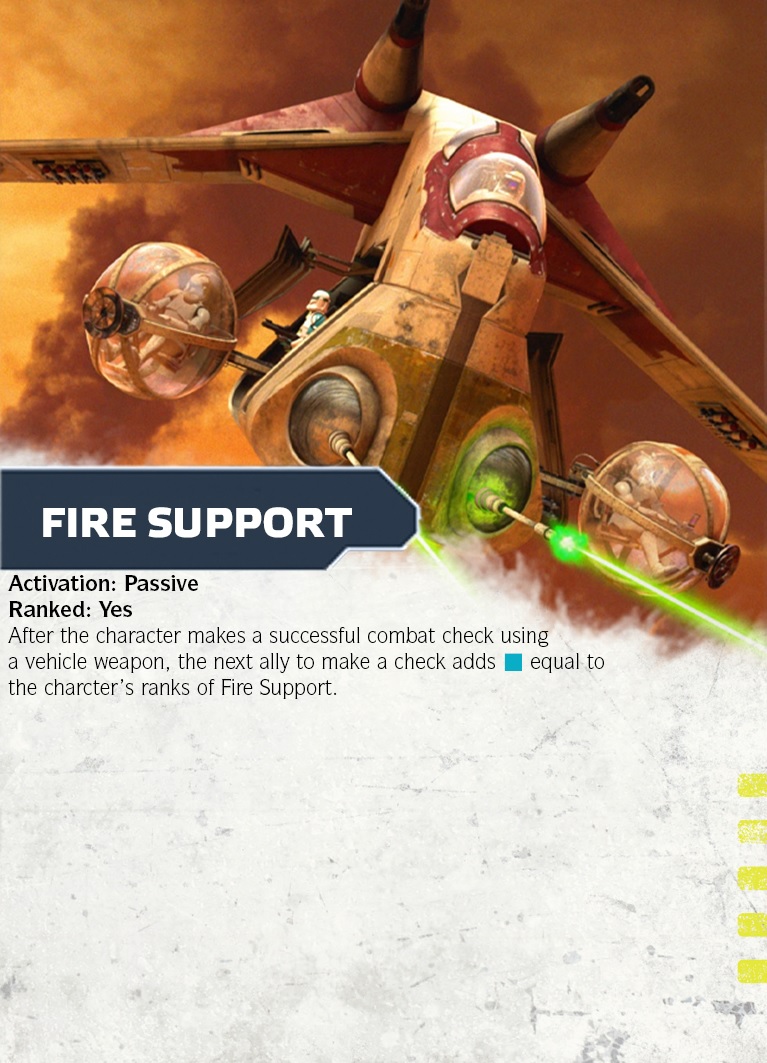 FIRE SUPPORT
Activation: Passive
Ranked: Yes
After the character makes a successful combat check using
a vehicle weapon, the next ally to make a check adds equal to
the charcter’s ranks of Fire Support.